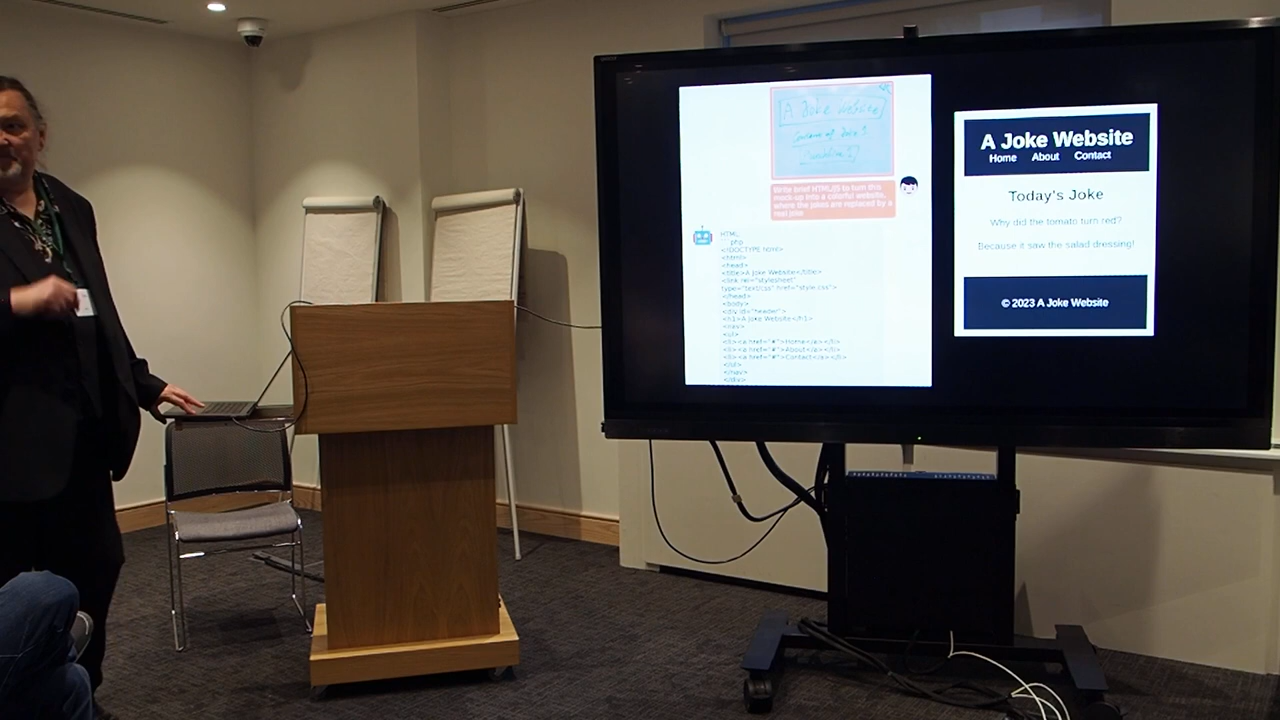 A Joke Website
Write brief HTML/JS to turn this
mock-up into a colorful website,
where the jokes are replaced by a
real joke
HTML:
```php
<!DOCTYPE html>
<html>
<head>
<title>A Joke Website</title>
<link rel="stylesheet"
type="text/css" href="style.css">
</head>
<body>
<div id="header">
<h1>A Joke Website</h1>
<nav>
<ul>
<li><a href="#">Home</a></li>
<li><a href="#">About</a></li>
<li><a href="#">Contact</a></li>
</ul>
</nav>
</div>
A Joke Website
Home About Contact
Today's Joke
Why did the tomato turn red?
Because it saw the salad dressing!
© 2023 A Joke Website